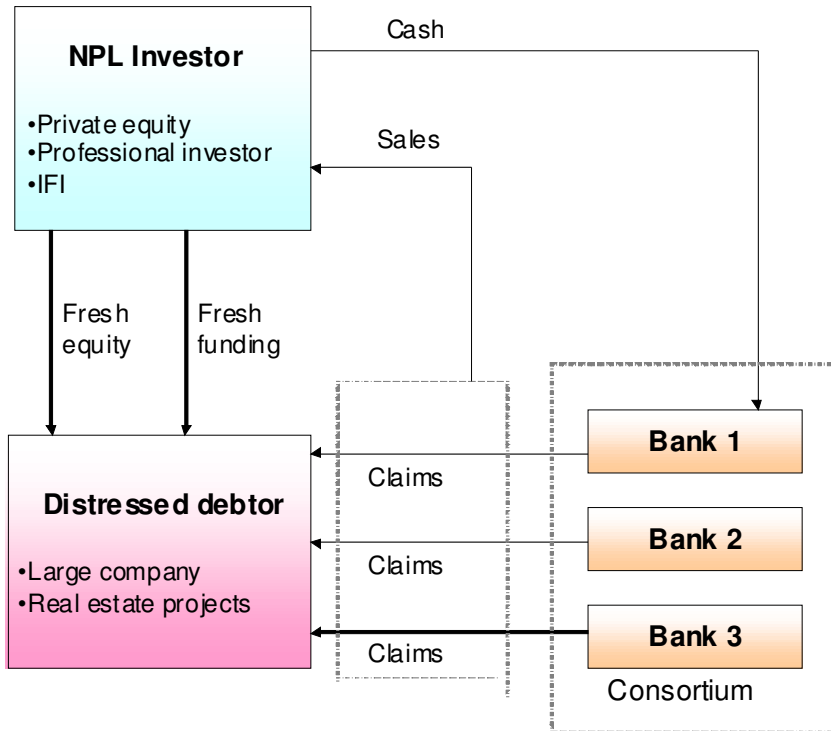 NPL Investor
•Private equity
•Professional investor
•IFI
Cash
Sales
Fresh
equity
Fresh
funding
Distressed debtor
•Large company
•Real estate projects
Claims
Claims
Claims
Bank 1
Bank 2
Bank 3
Consortium